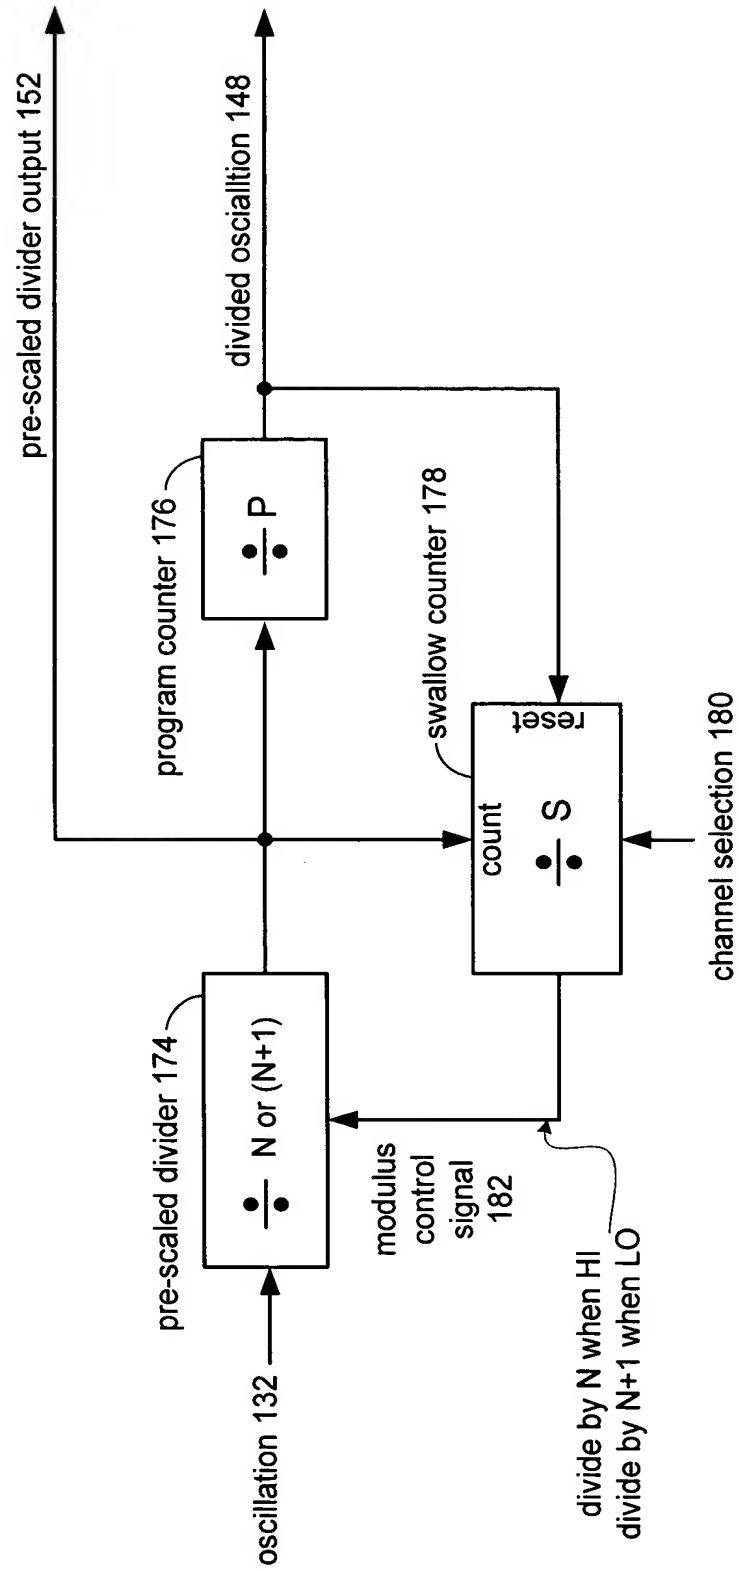 pre-scaled divider output 152
divided oscialltion 148
program counter 176
÷ P
pre-scaled divider 174
÷ N or (N+1)
oscillation 132
swallow counter 178
count
reset
÷ S
modulus
control
signal
182
channel selection 180
divide by N when HI
divide by N+1 when LO